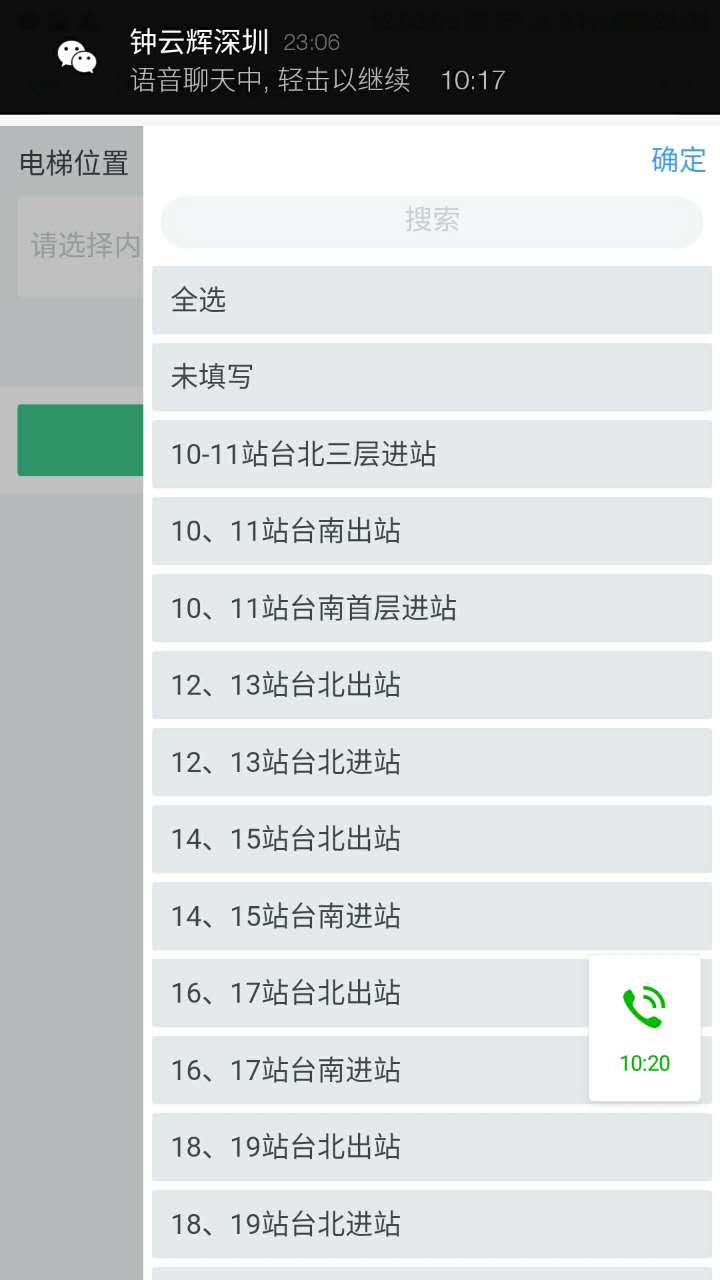 钟云辉深圳 23:06
语音聊天中, 轻击以继续 10:17
电梯位置
确定
请选择内
搜索
全选
未填写
10-11站台北三层进站
10、11站台南出站
10、11站台南首层进站
12、13站台北出站
12、13站台北进站
14、15站台北出站
14、15站台南进站
16、17站台北出站
16、17站台南进站
10:20
18、19站台北出站
18、19站台北进站